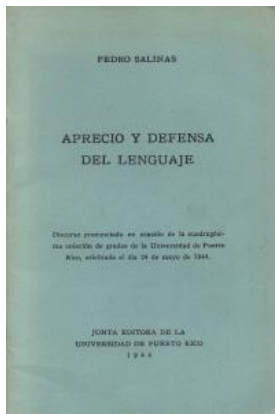 PEDRO SALINAS
APRECIO Y DEFENSA
DEL LENGUAJE
Discurso pronunciado en ocasión de la cuadragési-
ma colación de grados de la Universidad de Puerto
Rico, celebrada el día 24 de mayo de 1944.
JUNTA EDITORA DE LA
UNIVERSIDAD DE PUERTO RICO
1944